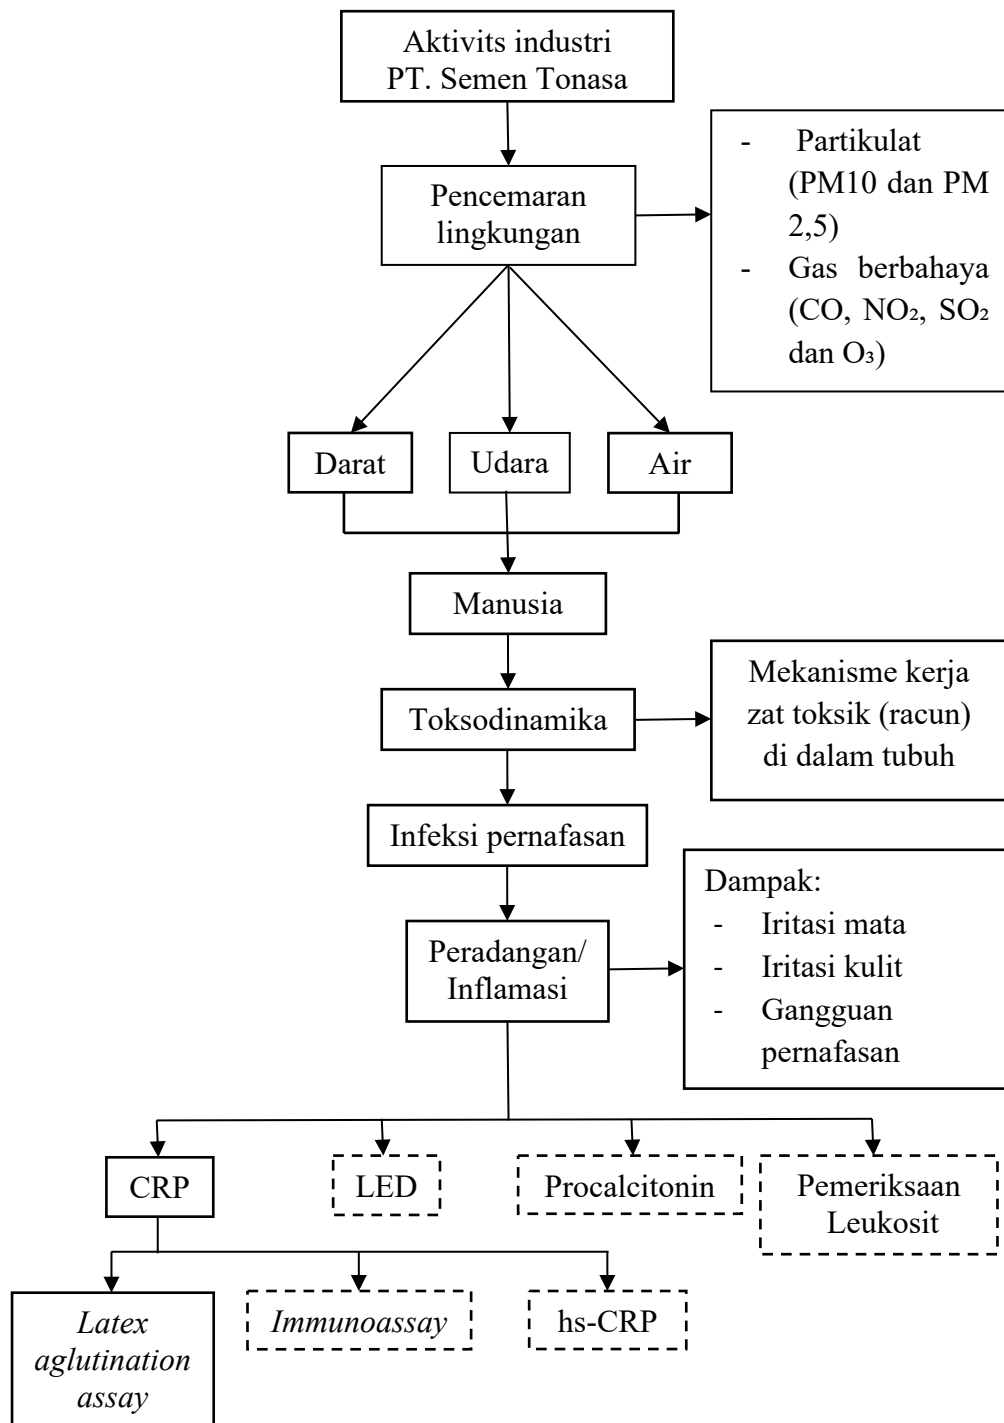 Aktivits industri
PT. Semen Tonasa
Pencemaran
lingkungan
- Partikulat
(PM10 dan PM
2,5)
- Gas berbahaya
(CO, NO₂, SO₂
dan O₃)
Darat
Udara
Air
Manusia
Toksodinamika
Mekanisme kerja
zat toksik (racun)
di dalam tubuh
Infeksi pernafasan
Peradangan/
Inflamasi
Dampak:
- Iritasi mata
- Iritasi kulit
- Gangguan
pernafasan
CRP
LED
Procalcitonin
Pemeriksaan
Leukosit
Latex
aglutination
assay
Immunoassay
hs-CRP